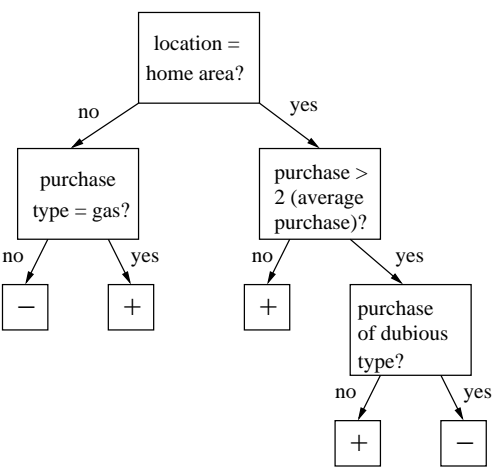 location =
home area?
no
yes
purchase
type = gas?
purchase >
2 (average
purchase)?
no
yes
no
yes
−
+
+
purchase
of dubious
type?
no
yes
+
−